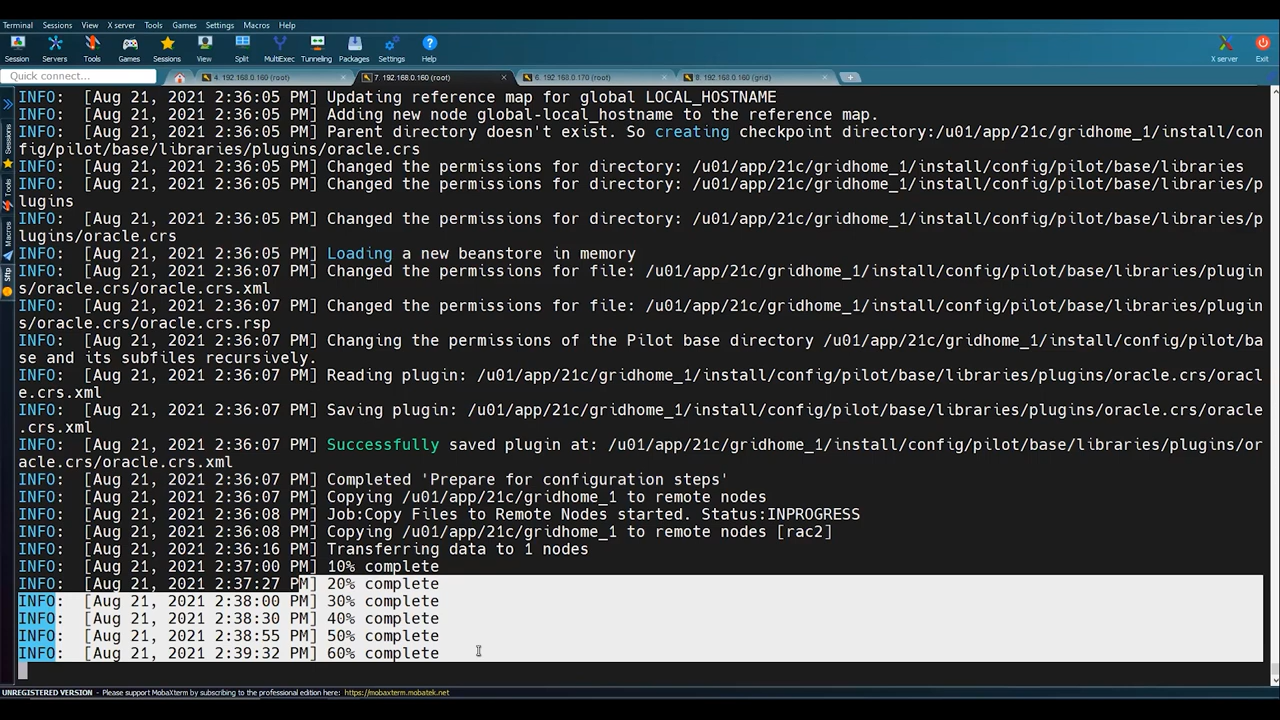 Terminal Sessions View X server Tools Games Settings Macros Help
Session Servers Tools Games Sessions View Split MultiExec Tunneling Packages Settings Help X server Exit
Quick connect... 4. 192.168.0.160 (root) 7. 192.168.0.160 (root) 6. 192.168.0.170 (root) 8. 192.168.0.160 (grid)
Sessions
Tools
Macros
Sftp
INFO:  [Aug 21, 2021 2:36:05 PM] Updating reference map for global LOCAL_HOSTNAME
INFO:  [Aug 21, 2021 2:36:05 PM] Adding new node global-local_hostname to the reference map.
INFO:  [Aug 21, 2021 2:36:05 PM] Parent directory doesn't exist. So creating checkpoint directory:/u01/app/21c/gridhome_1/install/con
fig/pilot/base/libraries/plugins/oracle.crs
INFO:  [Aug 21, 2021 2:36:05 PM] Changed the permissions for directory: /u01/app/21c/gridhome_1/install/config/pilot/base/libraries
INFO:  [Aug 21, 2021 2:36:05 PM] Changed the permissions for directory: /u01/app/21c/gridhome_1/install/config/pilot/base/libraries/p
lugins
INFO:  [Aug 21, 2021 2:36:05 PM] Changed the permissions for directory: /u01/app/21c/gridhome_1/install/config/pilot/base/libraries/p
lugins/oracle.crs
INFO:  [Aug 21, 2021 2:36:05 PM] Loading a new beanstore in memory
INFO:  [Aug 21, 2021 2:36:07 PM] Changed the permissions for file: /u01/app/21c/gridhome_1/install/config/pilot/base/libraries/plugin
s/oracle.crs/oracle.crs.xml
INFO:  [Aug 21, 2021 2:36:07 PM] Changed the permissions for file: /u01/app/21c/gridhome_1/install/config/pilot/base/libraries/plugin
s/oracle.crs/oracle.crs.rsp
INFO:  [Aug 21, 2021 2:36:07 PM] Changing the permissions of the Pilot base directory /u01/app/21c/gridhome_1/install/config/pilot/ba
se and its subfiles recursively.
INFO:  [Aug 21, 2021 2:36:07 PM] Reading plugin: /u01/app/21c/gridhome_1/install/config/pilot/base/libraries/plugins/oracle.crs/oracl
e.crs.xml
INFO:  [Aug 21, 2021 2:36:07 PM] Saving plugin: /u01/app/21c/gridhome_1/install/config/pilot/base/libraries/plugins/oracle.crs/oracle
.crs.xml
INFO:  [Aug 21, 2021 2:36:07 PM] Successfully saved plugin at: /u01/app/21c/gridhome_1/install/config/pilot/base/libraries/plugins/or
acle.crs/oracle.crs.xml
INFO:  [Aug 21, 2021 2:36:07 PM] Completed 'Prepare for configuration steps'
INFO:  [Aug 21, 2021 2:36:07 PM] Copying /u01/app/21c/gridhome_1 to remote nodes
INFO:  [Aug 21, 2021 2:36:08 PM] Job:Copy Files to Remote Nodes started. Status:INPROGRESS
INFO:  [Aug 21, 2021 2:36:08 PM] Copying /u01/app/21c/gridhome_1 to remote nodes [rac2]
INFO:  [Aug 21, 2021 2:36:16 PM] Transferring data to 1 nodes
INFO:  [Aug 21, 2021 2:37:00 PM] 10% complete
INFO:  [Aug 21, 2021 2:37:27 PM] 20% complete
INFO:  [Aug 21, 2021 2:38:00 PM] 30% complete
INFO:  [Aug 21, 2021 2:38:30 PM] 40% complete
INFO:  [Aug 21, 2021 2:38:55 PM] 50% complete
INFO:  [Aug 21, 2021 2:39:32 PM] 60% complete
UNREGISTERED VERSION - Please support MobaXterm by subscribing to the professional edition here: https://mobaxterm.mobatek.net